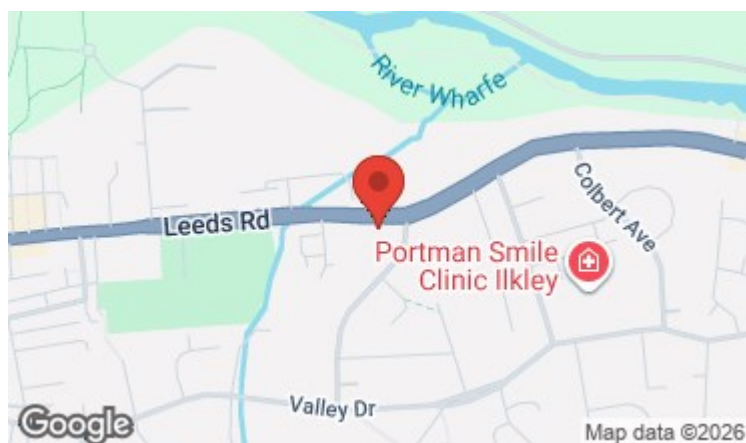 River Wharfe
Leeds Rd
Colbert Ave
Portman Smile
Clinic Ilkley
Valley Dr
Google
Map data ©2026